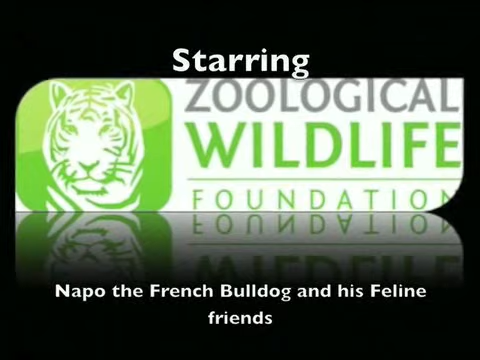 Starring
ZOOLOGICAL
WILDLIFE
FOUNDATION
Napo the French Bulldog and his Feline
friends